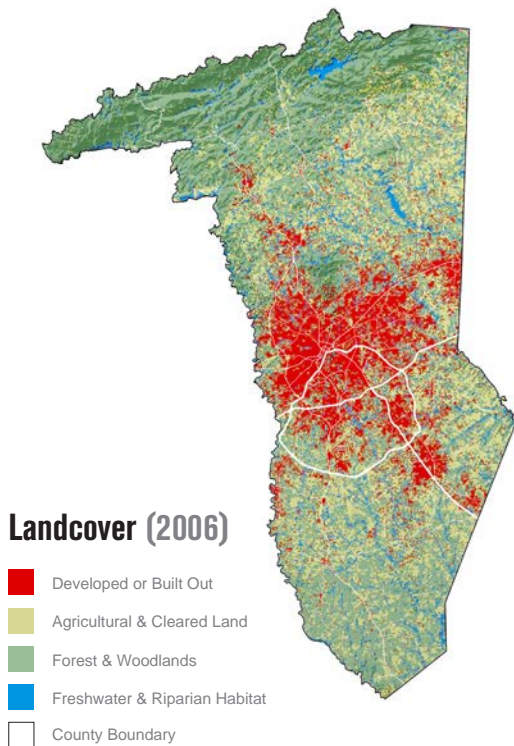 Landcover (2006)
Developed or Built Out
Agricultural & Cleared Land
Forest & Woodlands
Freshwater & Riparian Habitat
County Boundary